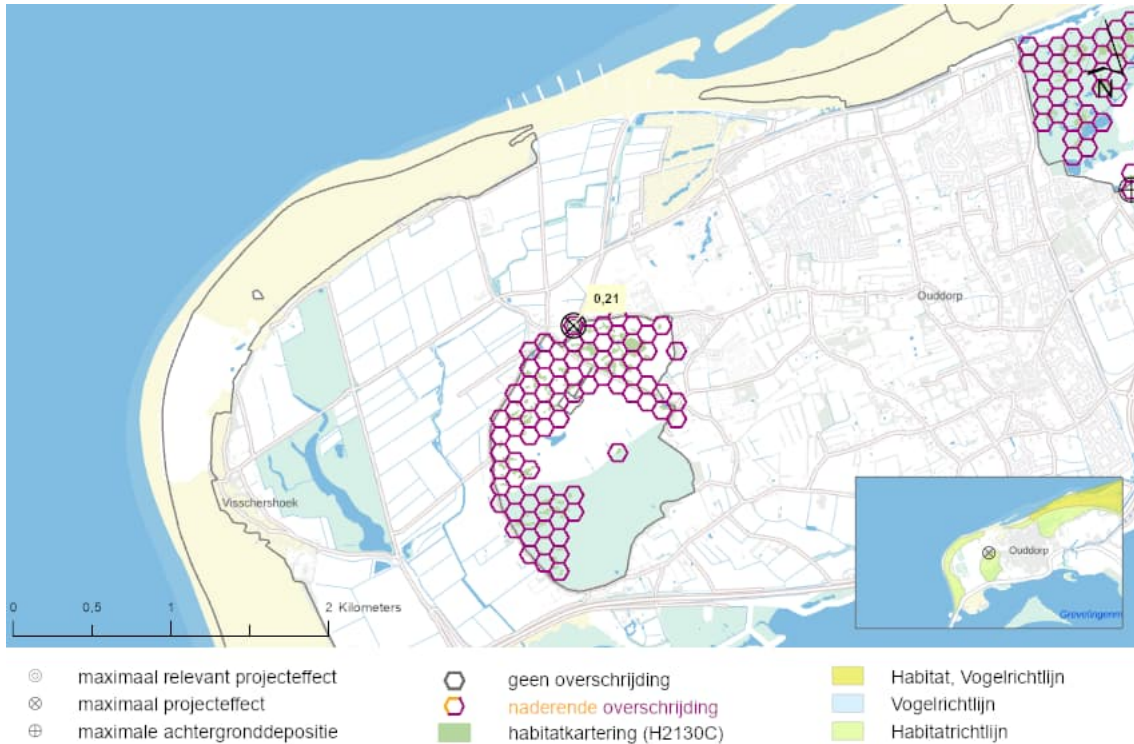 N
0,21
Ouddorp
Visschershoek
Ouddorp
Grevelingenm
0 0,5 1 2 Kilometers
maximaal relevant projecteffect
maximaal projecteffect
maximale achtergronddepositie
geen overschrijding
naderende overschrijding
habitatkartering (H2130C)
Habitat, Vogelrichtlijn
Vogelrichtlijn
Habitatrichtlijn